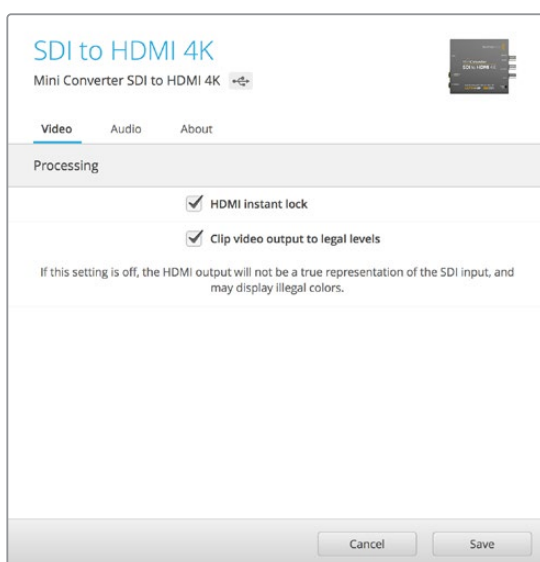 SDI to HDMI 4K
Mini Converter SDI to HDMI 4K
Video Audio About
Processing
HDMI instant lock
Clip video output to legal levels
If this setting is off, the HDMI output will not be a true representation of the SDI input, and
may display illegal colors.
Cancel Save